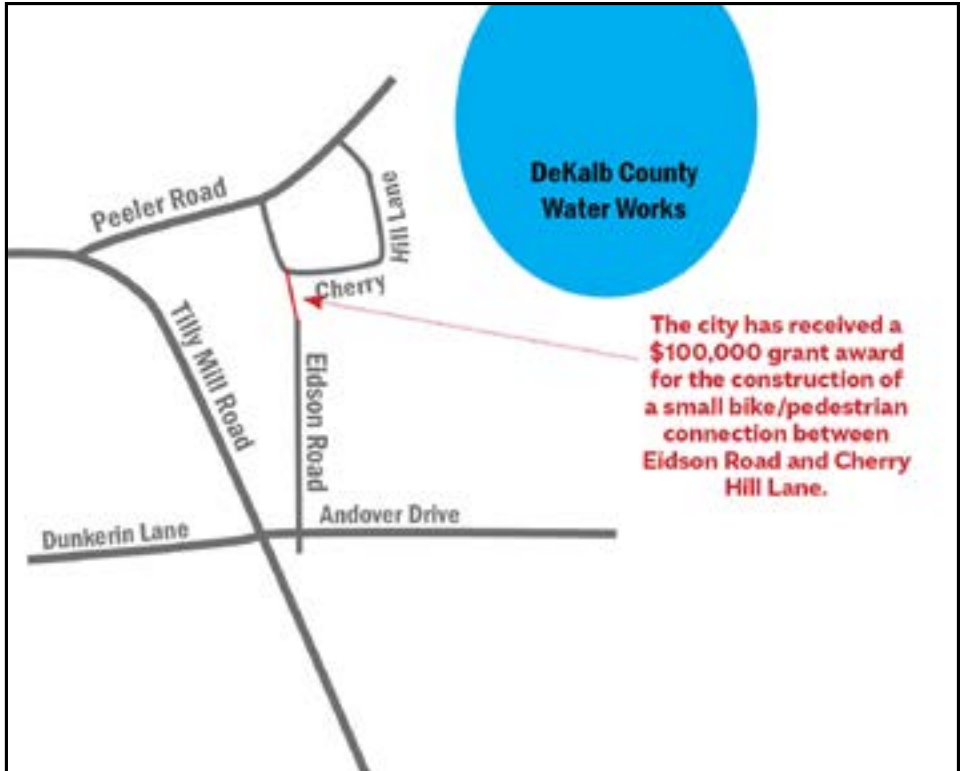 DeKalb County
Water Works
Peeler Road
Hill Lane
Cherry
Tilly Mill Road
Eidson Road
The city has received a
$100,000 grant award
for the construction of
a small bike/pedestrian
connection between
Eidson Road and Cherry
Hill Lane.
Andover Drive
Dunkerin Lane